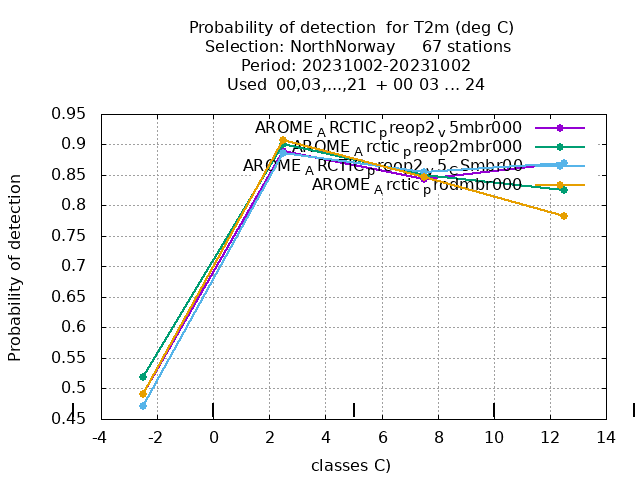 Probability of detection for T2m (deg C)
Selection: NorthNorway 67 stations
Period: 20231002-20231002
Used 00,03,...,21 + 00 03 ... 24
AROME_ARCTIC_preop2_v5mbr000
AROME_Arctic_preop2mbr000
AROME_ARCTIC_preop2_v5_CSmbr00
AROME_Arctic_prodmbr000
Probability of detection
0.95
0.9
0.85
0.8
0.75
0.7
0.65
0.6
0.55
0.5
0.45
-4 -2 0 2 4 6 8 10 12 14
classes C)